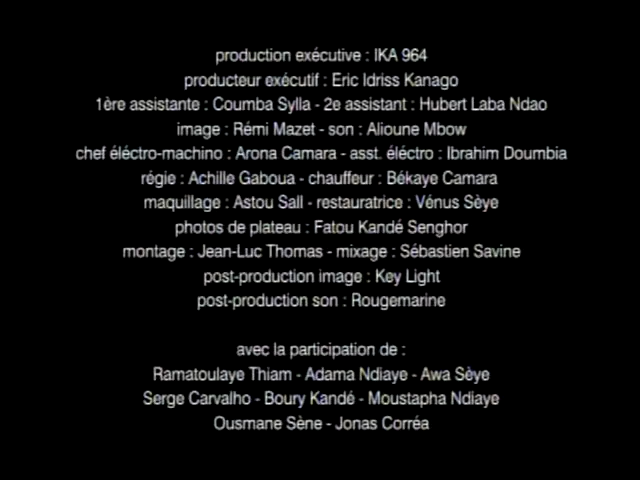 production exécutive : IKA 964
producteur exécutif : Eric Idriss Kanago
1ère assistante : Coumba Sylla - 2e assistant : Hubert Laba Ndao
image : Rémi Mazet - son : Alioune Mbow
chef éléctro-machino : Arona Camara - asst. éléctro : Ibrahim Doumbia
régie : Achille Gaboua - chauffeur : Békaye Camara
maquillage : Astou Sall - restauratrice : Vénus Sèye
photos de plateau : Fatou Kandé Senghor
montage : Jean-Luc Thomas - mixage : Sébastien Savine
post-production image : Key Light
post-production son : Rougemarine
avec la participation de :
Ramatoulaye Thiam - Adama Ndiaye - Awa Sèye
Serge Carvalho - Boury Kandé - Moustapha Ndiaye
Ousmane Sène - Jonas Corréa